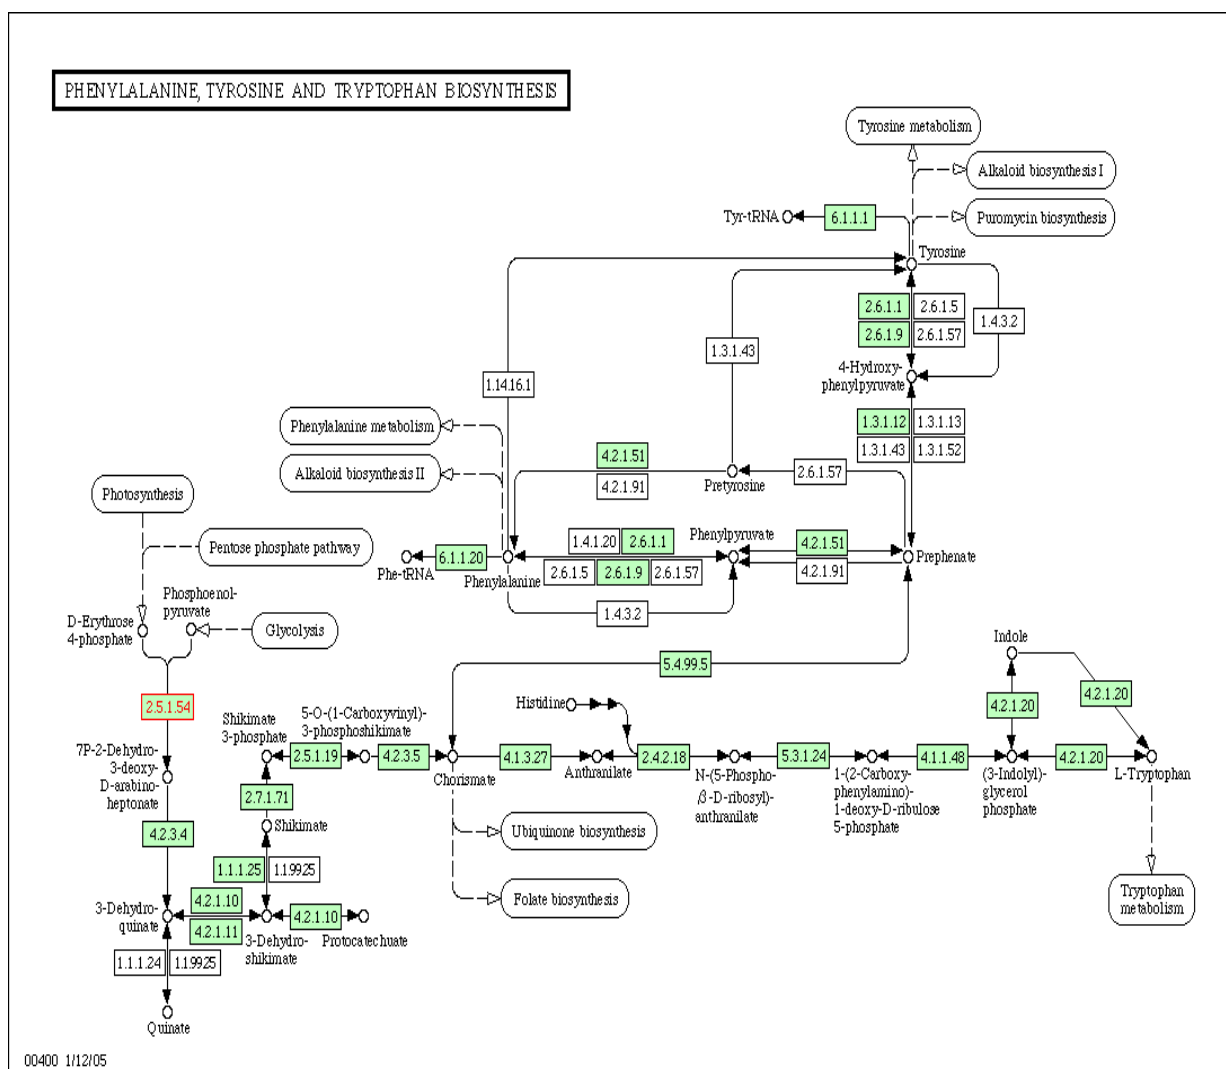 PHENYLALANINE, TYROSINE AND TRYPTOPHAN BIOSYNTHESIS
Tyrosine metabolism
Alkaloid biosynthesis I
Tyr-tRNA
6.1.1.1
Puromycin biosynthesis
Tyrosine
2.6.1.1
2.6.1.5
2.6.1.9
2.6.1.57
1.4.3.2
1.3.1.43
4-Hydroxy-
phenylpyruvate
1.14.16.1
Phenylalanine metabolism
1.3.1.12
1.3.1.13
1.3.1.43
1.3.1.52
Alkaloid biosynthesis II
4.2.1.51
4.2.1.91
Pretyrosine
2.6.1.57
Photosynthesis
Pentose phosphate pathway
Phe-tRNA
6.1.1.20
Phenylalanine
1.4.1.20
2.6.1.1
2.6.1.5
2.6.1.9
2.6.1.57
1.4.3.2
Phenylpyruvate
4.2.1.51
4.2.1.91
Prephenate
Phosphoenol-
pyruvate
D-Erythrose
4-phosphate
Glycolysis
5.4.99.5
Indole
2.5.1.54
4.2.1.20
4.2.1.20
Histidine
Shikimate
3-phosphate
5-O-(1-Carboxyvinyl)-
3-phosphoshikimate
7P-2-Dehydro-
3-deoxy-
D-arabino-
heptonate
2.5.1.19
4.2.3.5
Chorismate
4.1.3.27
Anthranilate
2.4.2.18
N-(5-Phospho-
β-D-ribosyl)-
anthranilate
5.3.1.24
1-(2-Carboxy-
phenylamino)-
1-deoxy-D-ribulose
5-phosphate
4.1.1.48
(3-Indolyl)-
glycerol
phosphate
4.2.1.20
L-Tryptophan
2.7.1.71
Shikimate
4.2.3.4
Ubiquinone biosynthesis
1.1.1.25
1.1.99.25
Folate biosynthesis
Tryptophan
metabolism
3-Dehydro-
quinate
4.2.1.10
4.2.1.11
3-Dehydro-
shikimate
4.2.1.10
Protocatechuate
1.1.1.24
1.1.99.25
Quinate
00400 1/12/05